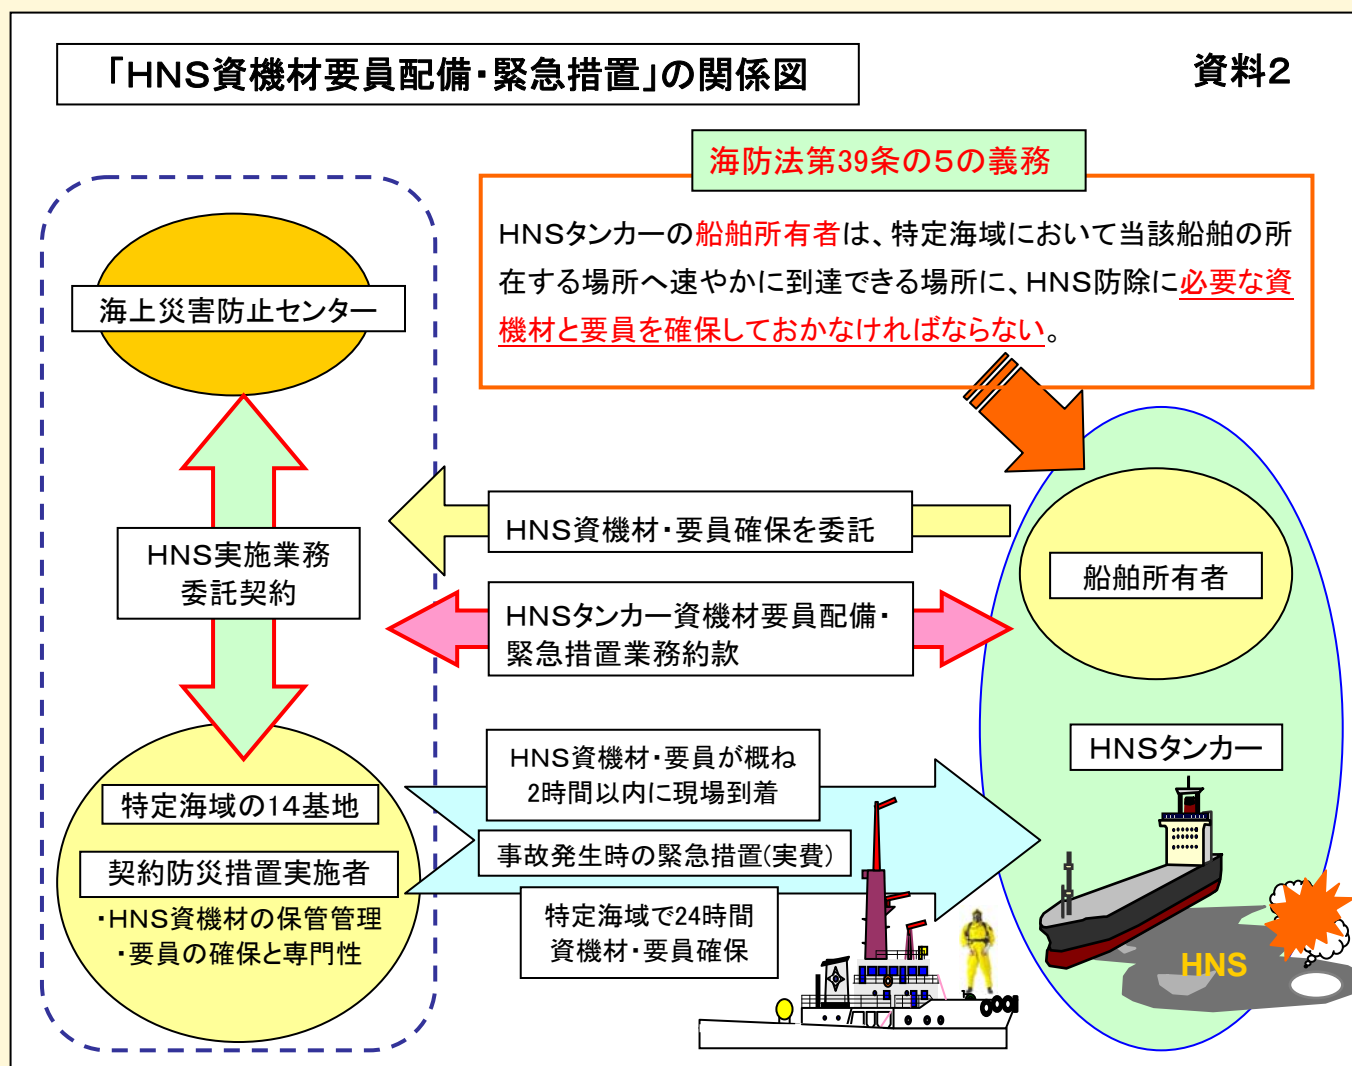 「HNS資機材要員配備・緊急措置」の関係図
資料2
海防法第39条の5の義務
HNSタンカーの船舶所有者は、特定海域において当該船舶の所
在する場所へ速やかに到達できる場所に、HNS防除に必要な資
機材と要員を確保しておかなければならない。
海上災害防止センター
HNS実施業務
委託契約
HNS資機材・要員確保を委託
船舶所有者
HNSタンカー資機材要員配備・
緊急措置業務約款
HNS資機材・要員が概ね
2時間以内に現場到着
HNSタンカー
特定海域の14基地
事故発生時の緊急措置(実費)
契約防災措置実施者
・HNS資機材の保管管理
・要員の確保と専門性
特定海域で24時間
資機材・要員確保
HNS